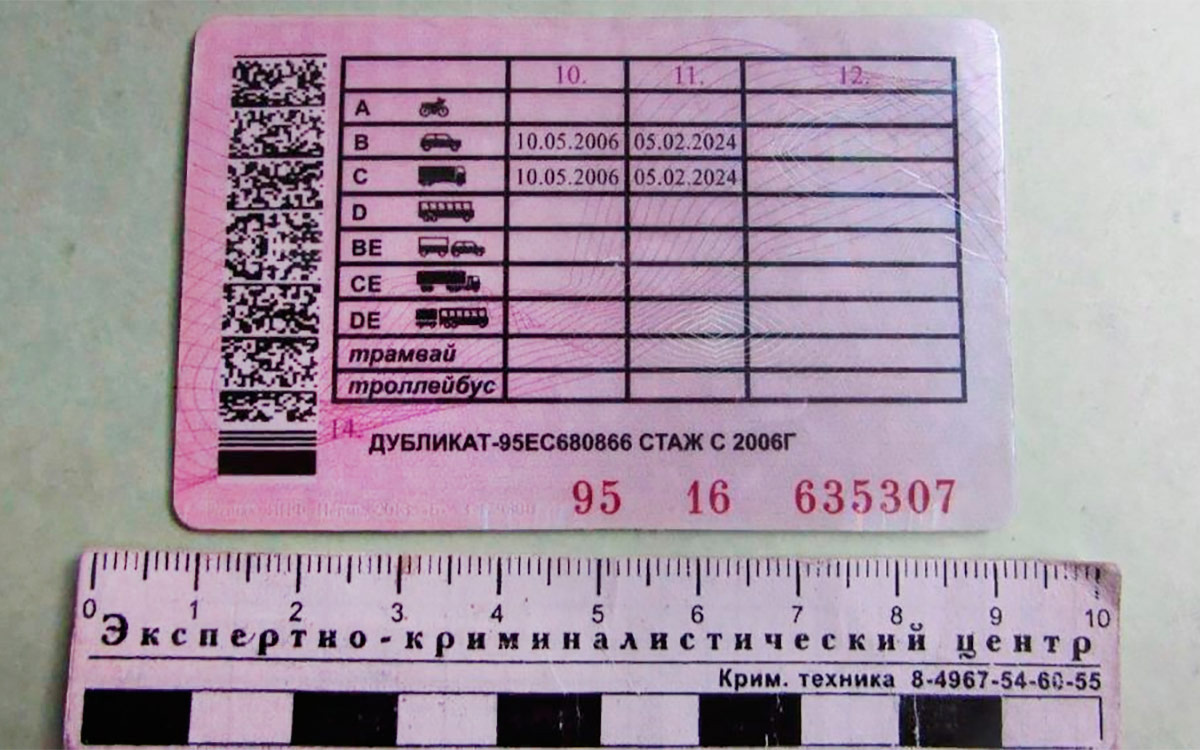 10. 11. 12.
A
B 10.05.2006 05.02.2024
C 10.05.2006 05.02.2024
D
BE
CE
DE
трамвай
троллейбус
14. ДУБЛИКАТ-95ЕС680866 СТАЖ С 2006Г
95 16 635307
0 1 2 3 4 5 6 7 8 9 10
Экспертно-криминалистический центр
Крим. техника 8-4967-54-60-55